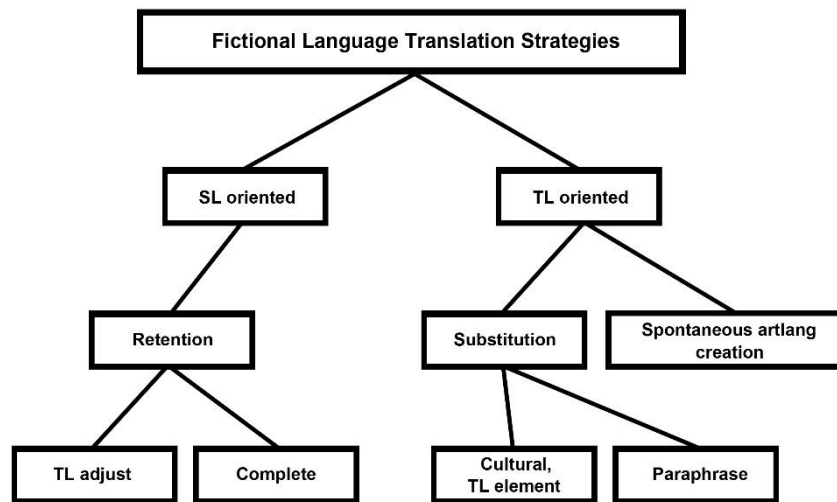 Fictional Language Translation Strategies
SL oriented
TL oriented
Retention
Substitution
Spontaneous artlang
creation
TL adjust
Complete
Cultural,
TL element
Paraphrase